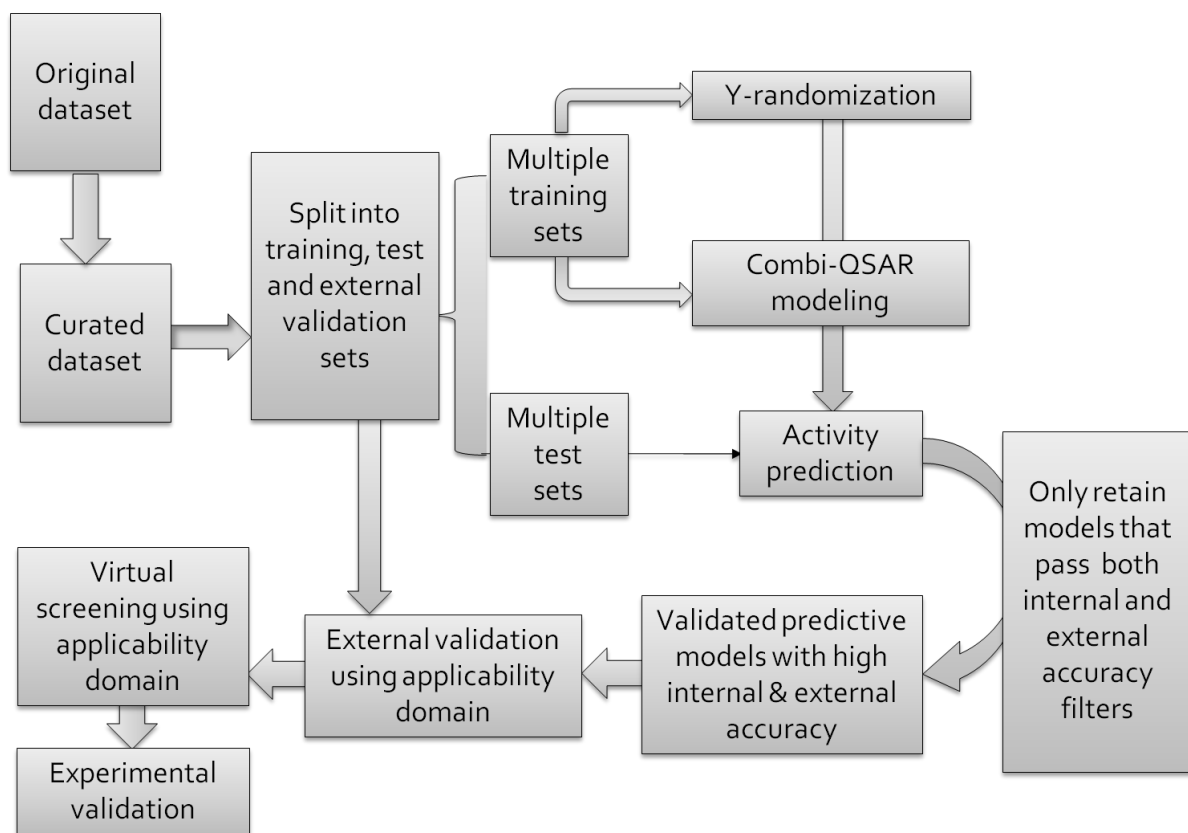 Original
dataset
Curated
dataset
Split into
training, test
and external
validation
sets
Multiple
training
sets
Multiple
test
sets
Y-randomization
Combi-QSAR
modeling
Activity
prediction
Only retain
models that
pass both
internal and
external
accuracy
filters
Validated predictive
models with high
internal & external
accuracy
External validation
using applicability
domain
Virtual
screening using
applicability
domain
Experimental
validation